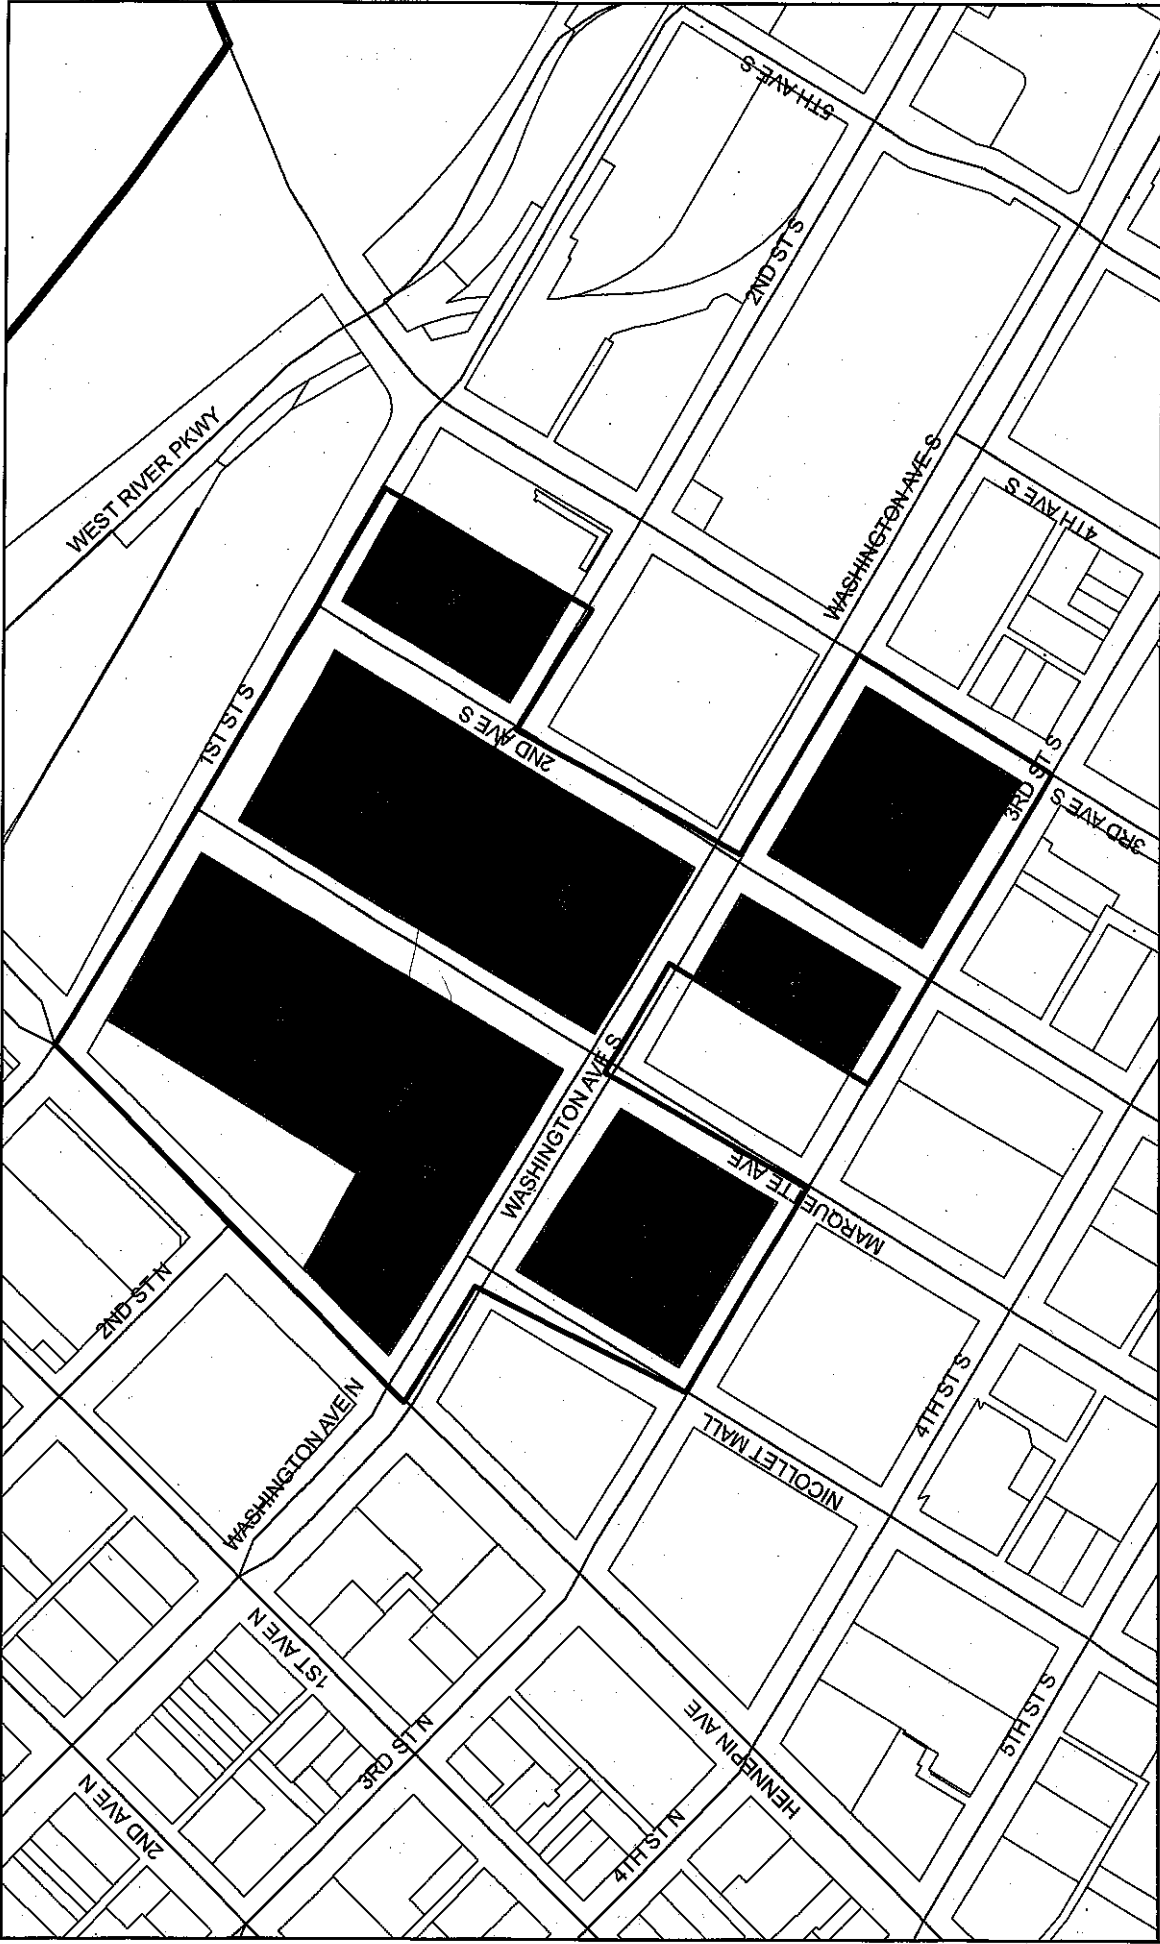 5TH AVE S
2ND ST S
WEST RIVER PKWY
WASHINGTON AVE S
4TH AVE S
1ST ST S
2ND AVE S
3RD ST S
3RD AVE S
WASHINGTON AVE S
MARQUETTE AVE
2ND ST N
WASHINGTON AVE N
4TH ST S
NICOLLET MALL
1ST AVE N
3RD ST N
HENNEPIN AVE
5TH ST S
2ND AVE N
4TH ST N